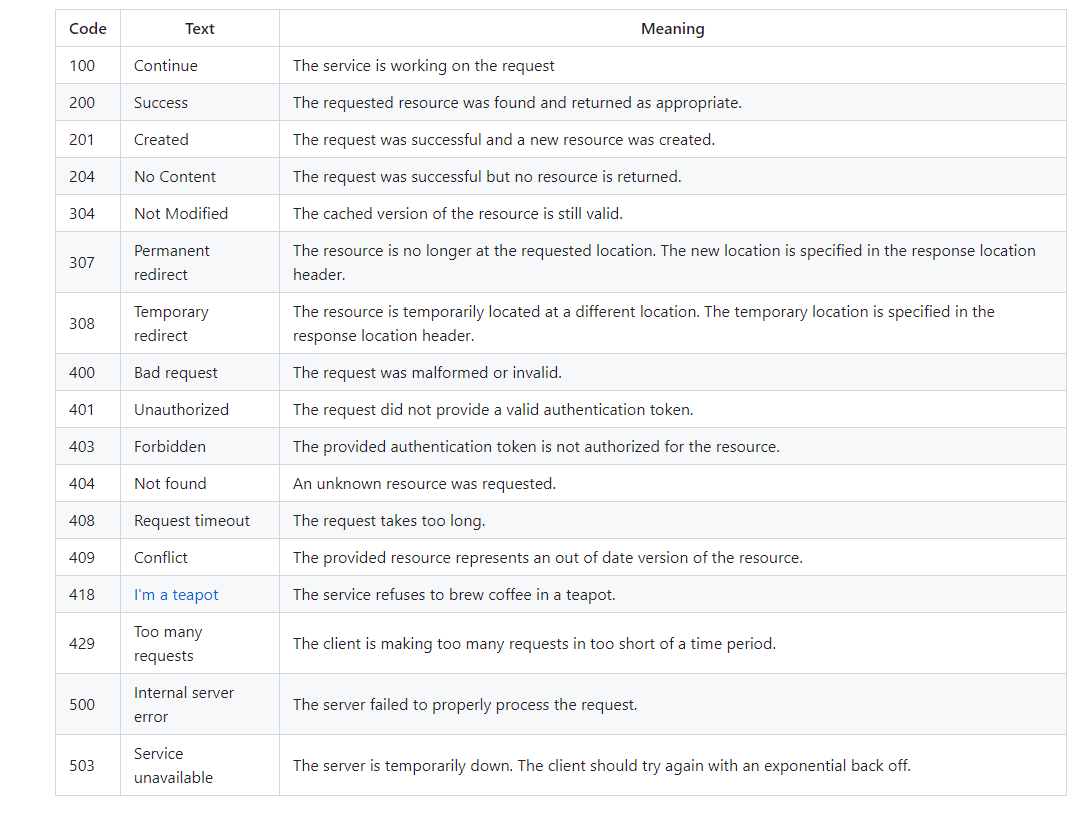 Code Text Meaning
100 Continue The service is working on the request
200 Success The requested resource was found and returned as appropriate.
201 Created The request was successful and a new resource was created.
204 No Content The request was successful but no resource is returned.
304 Not Modified The cached version of the resource is still valid.
307 Permanent redirect The resource is no longer at the requested location. The new location is specified in the response location header.
308 Temporary redirect The resource is temporarily located at a different location. The temporary location is specified in the response location header.
400 Bad request The request was malformed or invalid.
401 Unauthorized The request did not provide a valid authentication token.
403 Forbidden The provided authentication token is not authorized for the resource.
404 Not found An unknown resource was requested.
408 Request timeout The request takes too long.
409 Conflict The provided resource represents an out of date version of the resource.
418 I'm a teapot The service refuses to brew coffee in a teapot.
429 Too many requests The client is making too many requests in too short of a time period.
500 Internal server error The server failed to properly process the request.
503 Service unavailable The server is temporarily down. The client should try again with an exponential back off.